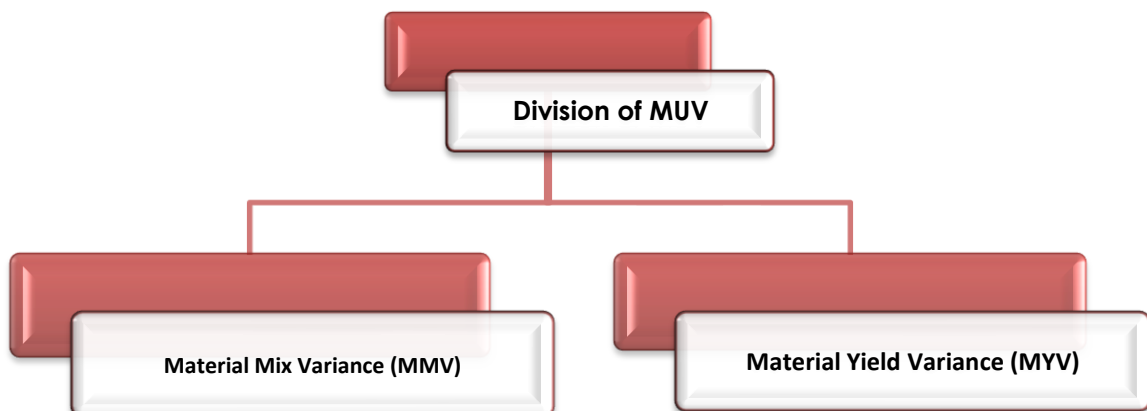 Division of MUV
Material Mix Variance (MMV)
Material Yield Variance (MYV)